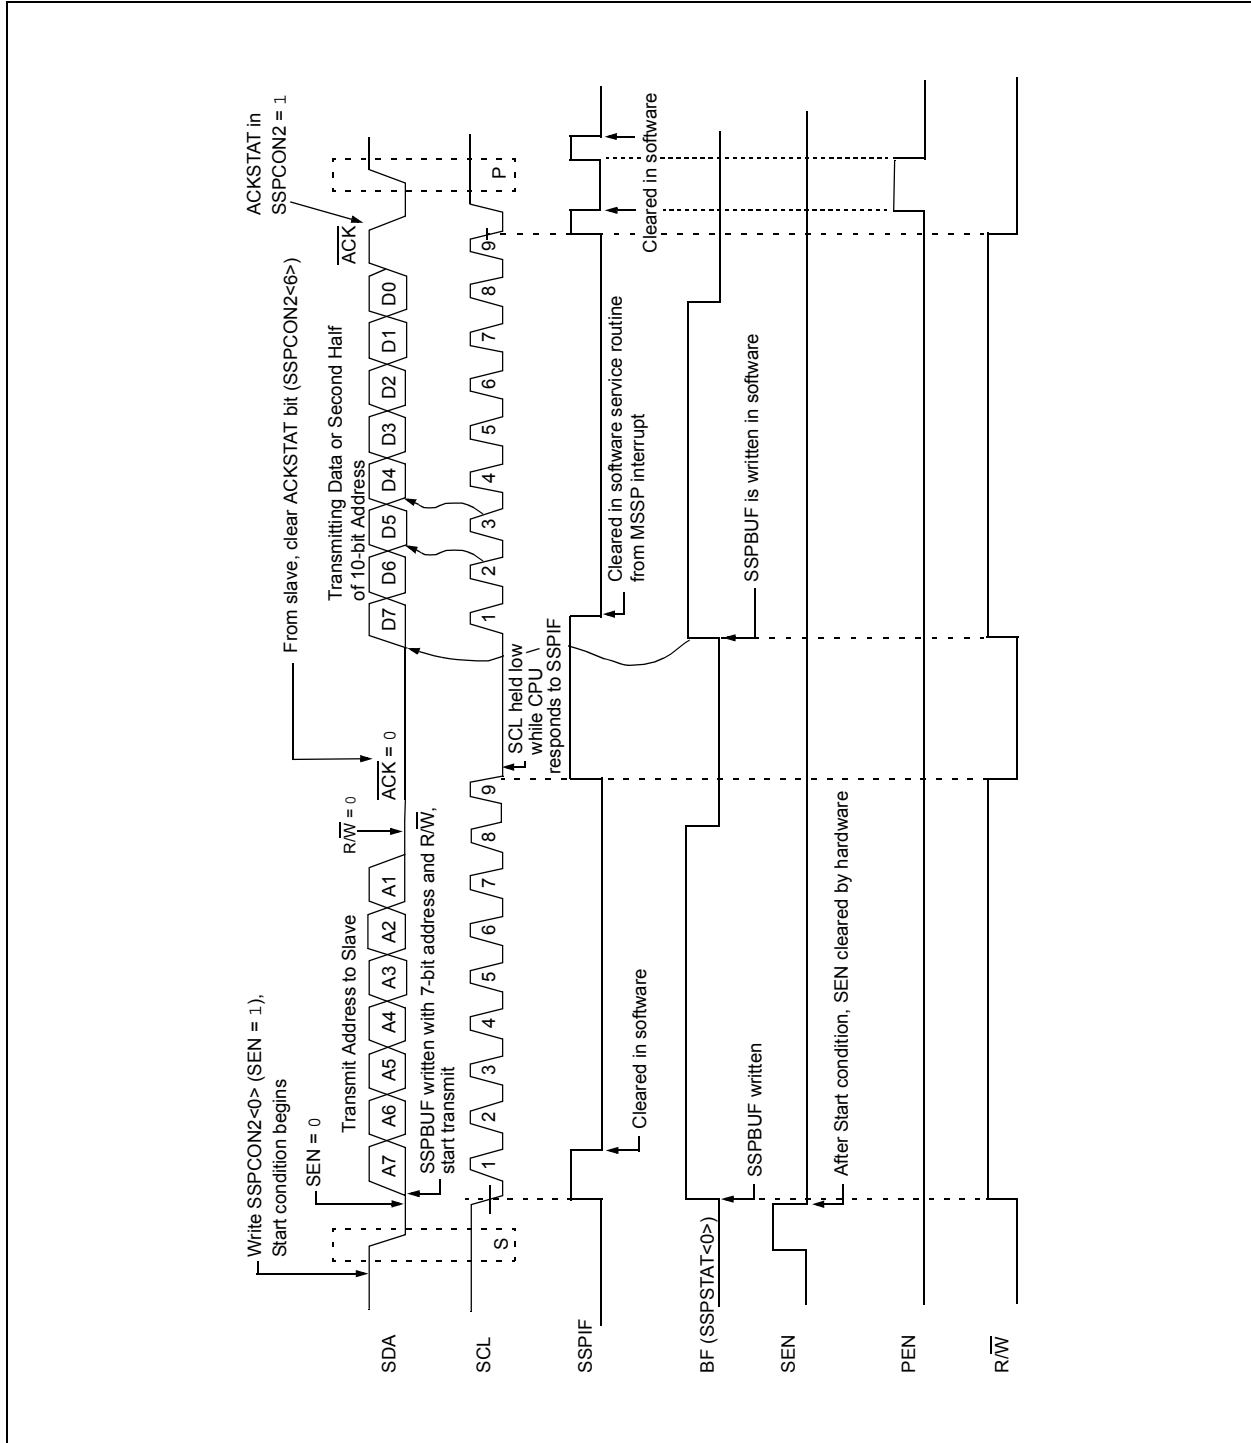 Write SSPCON2<0> (SEN = 1),
Start condition begins
SEN = 0
Transmit Address to Slave
R/W = 0
From slave, clear ACKSTAT bit (SSPCON2<6>)
ACK = 0
Transmitting Data or Second Half
of 10-bit Address
ACKSTAT in
SSPCON2 = 1
ACK
SDA
A7 A6 A5 A4 A3 A2 A1
D7 D6 D5 D4 D3 D2 D1 D0
SSPBUF written with 7-bit address and R/W,
start transmit
SCL
S
1 2 3 4 5 6 7 8 9
1 2 3 4 5 6 7 8 9
P
SCL held low
while CPU
responds to SSPIF
SSPIF
Cleared in software
Cleared in software service routine
from MSSP interrupt
Cleared in software
Cleared in software
BF (SSPSTAT<0>)
SSPBUF written
SSPBUF is written in software
SEN
After Start condition, SEN cleared by hardware
PEN
R/W